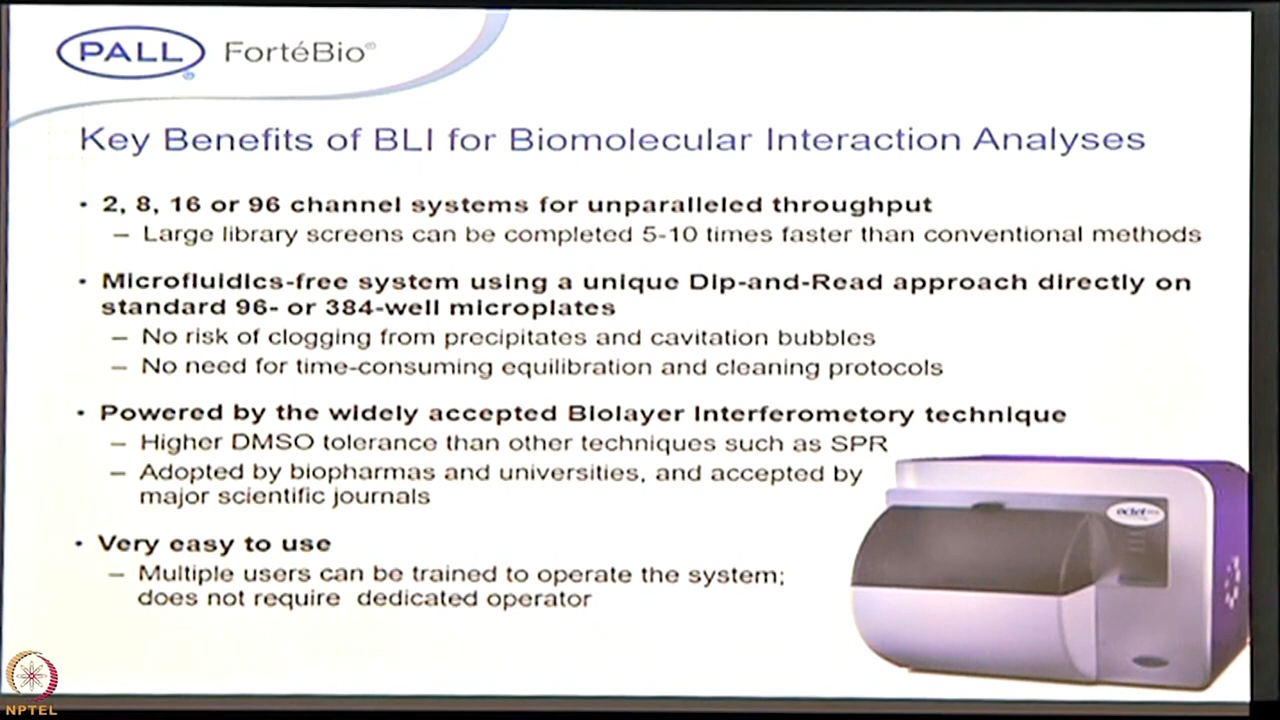 PALL ® FortéBio®
Key Benefits of BLI for Biomolecular Interaction Analyses
• 2, 8, 16 or 96 channel systems for unparalleled throughput
– Large library screens can be completed 5-10 times faster than conventional methods
• Microfluidics-free system using a unique Dip-and-Read approach directly on
standard 96- or 384-well microplates
– No risk of clogging from precipitates and cavitation bubbles
– No need for time-consuming equilibration and cleaning protocols
• Powered by the widely accepted Biolayer Interferometory technique
– Higher DMSO tolerance than other techniques such as SPR
– Adopted by biopharmas and universities, and accepted by
major scientific journals
• Very easy to use
– Multiple users can be trained to operate the system;
does not require dedicated operator
octet
NPTEL